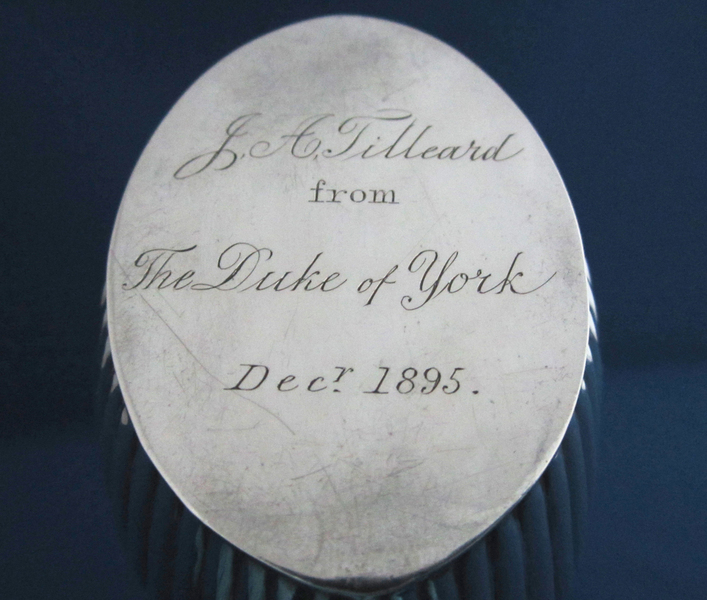 J. A. Tilleard
from
The Duke of York
Decr. 1895.